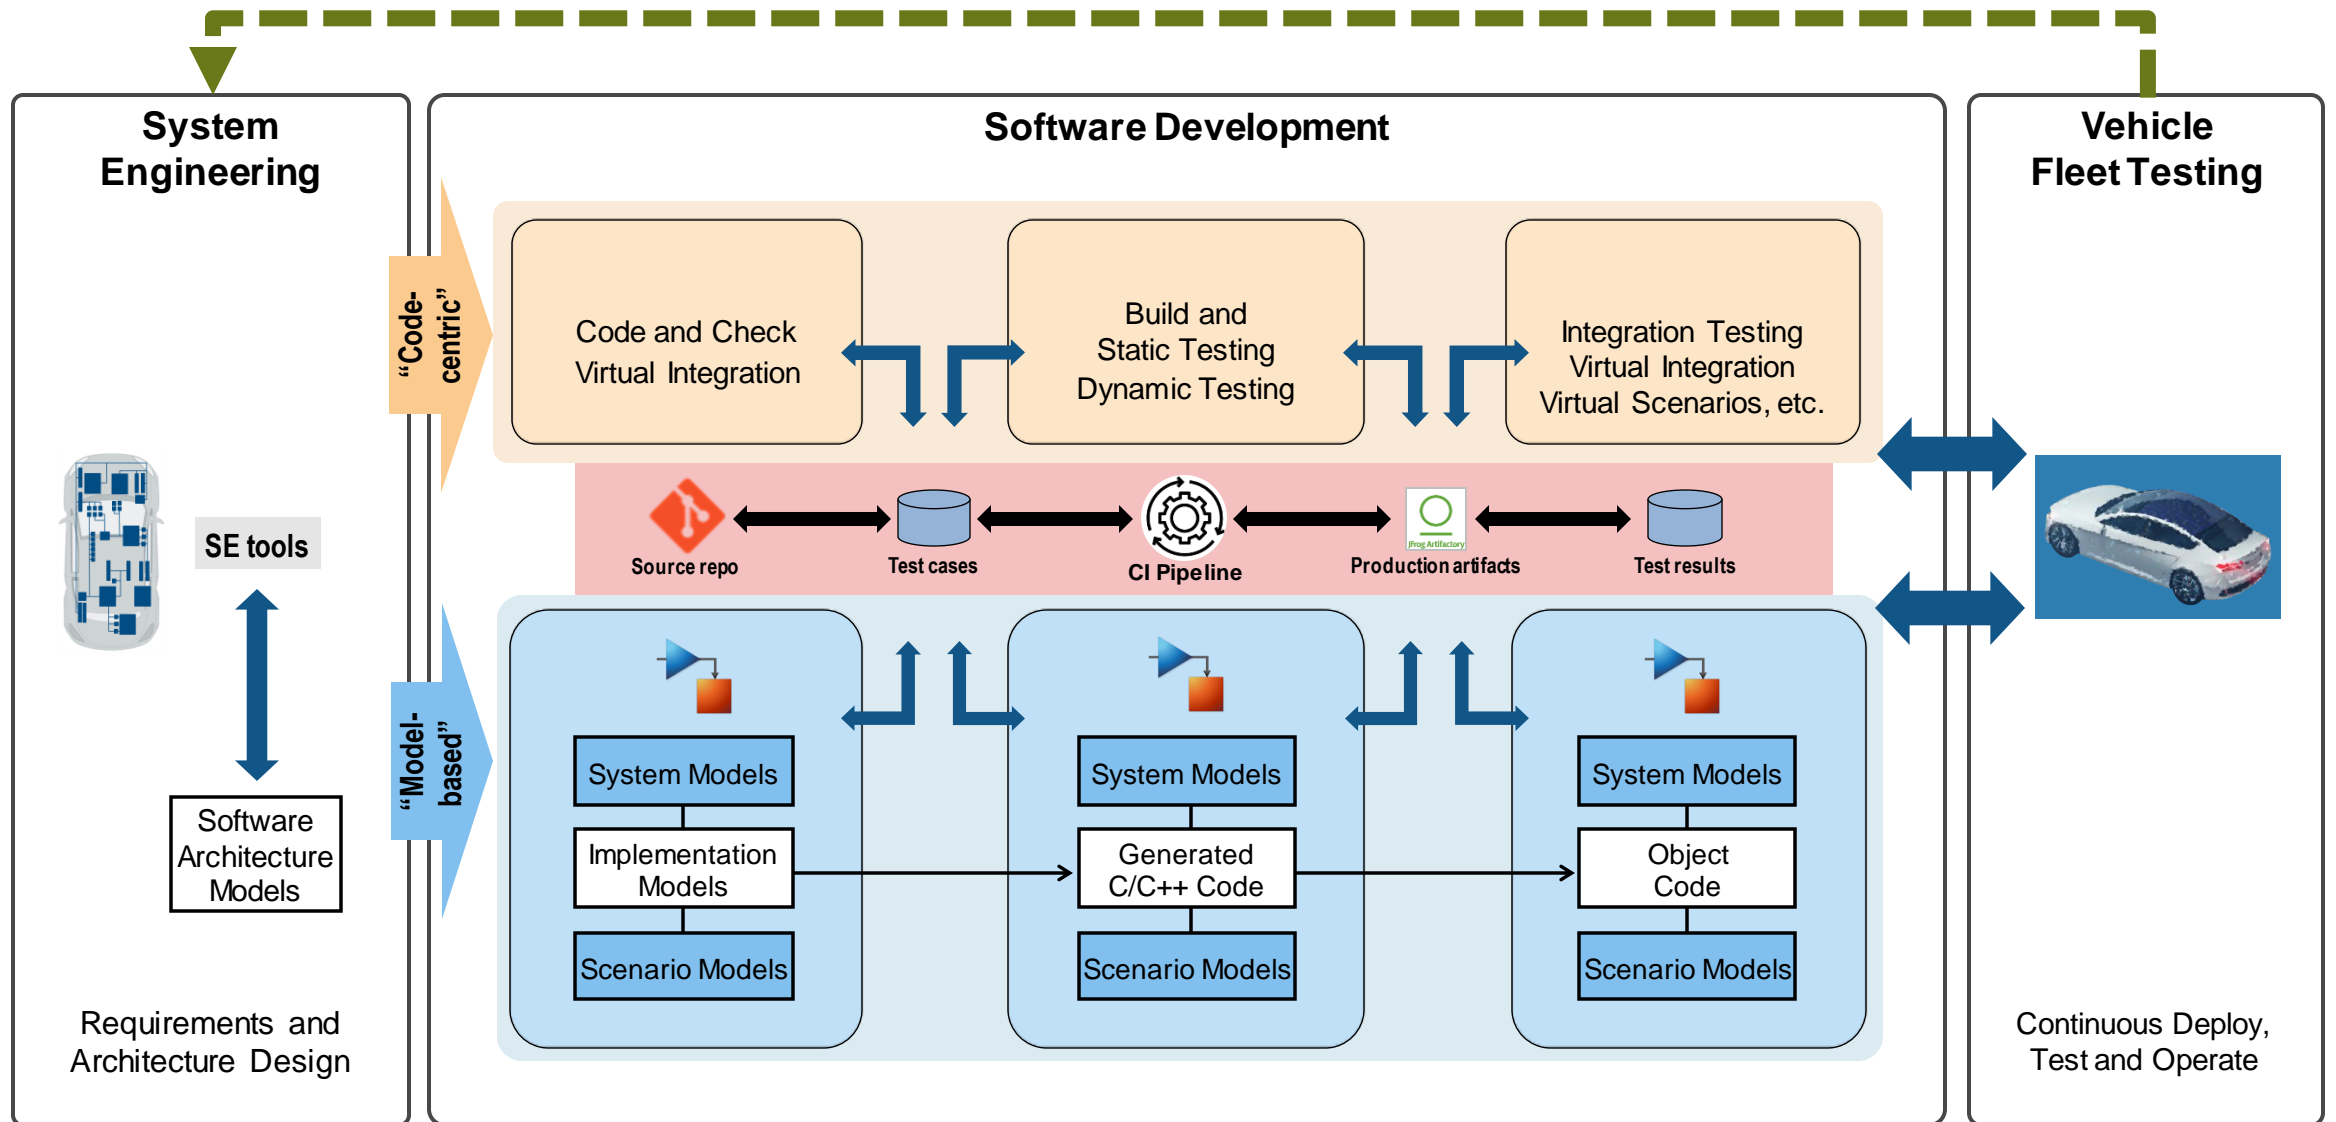 System
Engineering
Software Development
Vehicle
Fleet Testing
“Code-
centric”
Code and Check
Virtual Integration
Build and
Static Testing
Dynamic Testing
Integration Testing
Virtual Integration
Virtual Scenarios, etc.
SE tools
Source repo
Test cases
CI Pipeline
JFrog Artifactory
Production artifacts
Test results
Software
Architecture
Models
“Model-
based”
System Models
Implementation
Models
Scenario Models
System Models
Generated
C/C++ Code
Scenario Models
System Models
Object
Code
Scenario Models
Requirements and
Architecture Design
Continuous Deploy,
Test and Operate